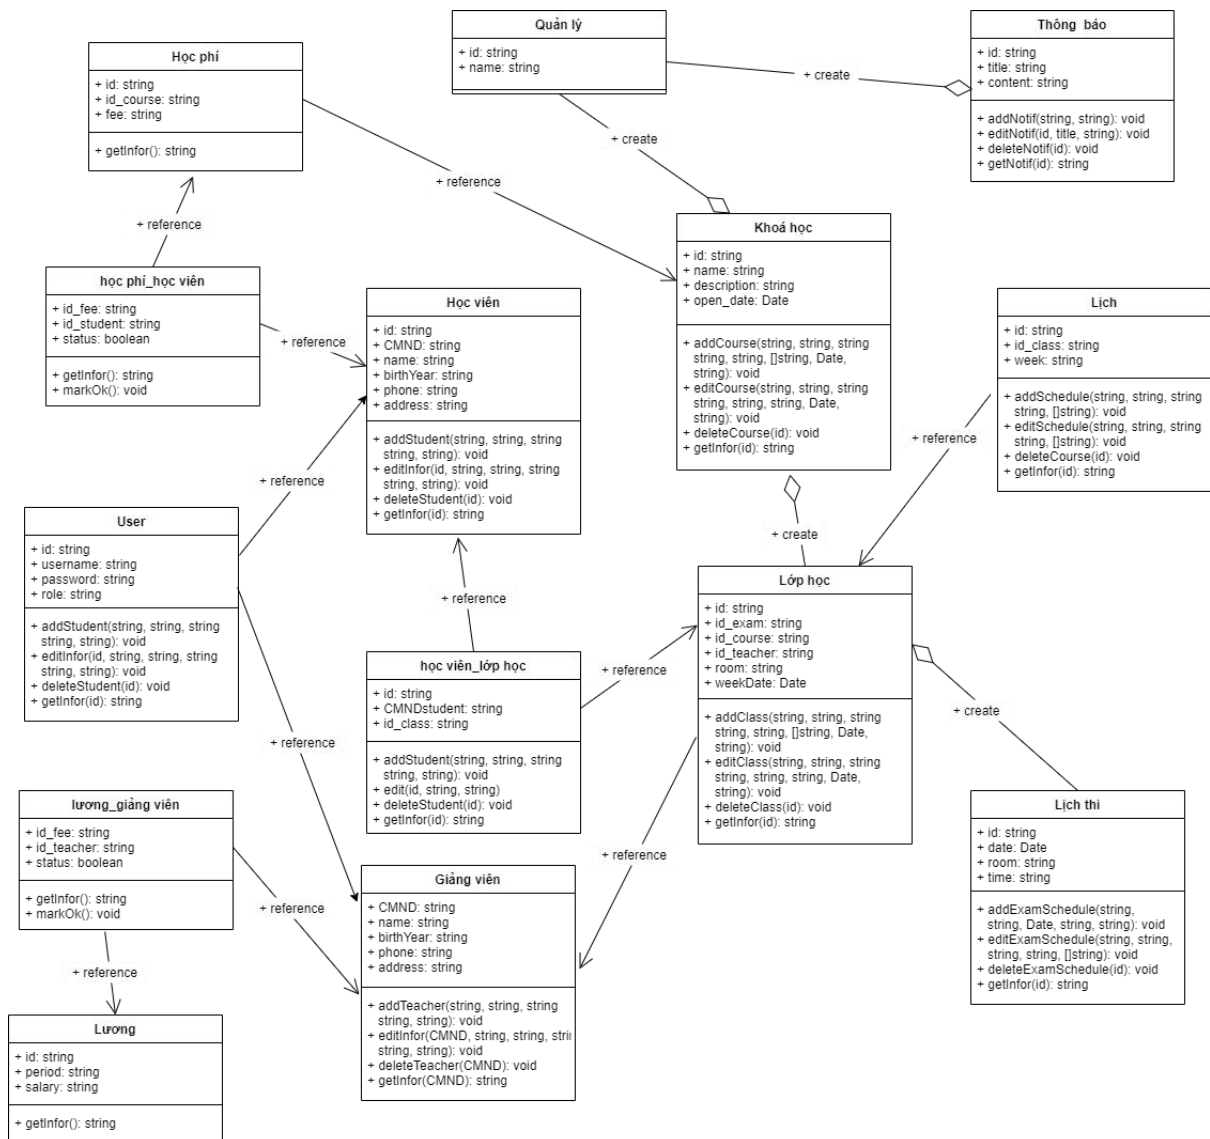 Quản lý
+ id: string
+ name: string
Thông báo
+ id: string
+ title: string
+ content: string
+ addNotif(string, string): void
+ editNotif(id, title, string): void
+ deleteNotif(id): void
+ getNotif(id): string
+ create
+ create
Học phí
+ id: string
+ id_course: string
+ fee: string
+ getInfor(): string
+ reference
+ reference
Khoá học
+ id: string
+ name: string
+ description: string
+ open_date: Date
+ addCourse(string, string, string
string, string, []string, Date,
string): void
+ editCourse(string, string, string
string, string, string, Date,
string): void
+ deleteCourse(id): void
+ getInfor(id): string
học phí_học viên
+ id_fee: string
+ id_student: string
+ status: boolean
+ getInfor(): string
+ markOk(): void
+ reference
Học viên
+ id: string
+ CMND: string
+ name: string
+ birthYear: string
+ phone: string
+ address: string
+ addStudent(string, string, string
string, string): void
+ editInfor(id, string, string, string
string, string): void
+ deleteStudent(id): void
+ getInfor(id): string
Lịch
+ id: string
+ id_class: string
+ week: string
+ addSchedule(string, string, string
string, []string): void
+ editSchedule(string, string, string
string, []string): void
+ deleteCourse(id): void
+ getInfor(id): string
+ reference
+ reference
+ create
User
+ id: string
+ username: string
+ password: string
+ role: string
+ addStudent(string, string, string
string, string): void
+ editInfor(id, string, string, string
string, string): void
+ deleteStudent(id): void
+ getInfor(id): string
+ reference
Lớp học
+ id: string
+ id_exam: string
+ id_course: string
+ id_teacher: string
+ room: string
+ weekDate: Date
+ addClass(string, string, string
string, string, []string, Date,
string): void
+ editClass(string, string, string
string, string, string, Date,
string): void
+ deleteClass(id): void
+ getInfor(id): string
học viên_lớp học
+ id: string
+ CMNDstudent: string
+ id_class: string
+ addStudent(string, string, string
string, string): void
+ edit(id, string, string)
+ deleteStudent(id): void
+ getInfor(id): string
+ reference
+ create
+ reference
lương_giảng viên
+ id_fee: string
+ id_teacher: string
+ status: boolean
+ getInfor(): string
+ markOk(): void
+ reference
+ reference
+ reference
Giảng viên
+ CMND: string
+ name: string
+ birthYear: string
+ phone: string
+ address: string
+ addTeacher(string, string, string
string, string): void
+ editInfor(CMND, string, string, stri
string, string): void
+ deleteTeacher(CMND): void
+ getInfor(CMND): string
Lịch thi
+ id: string
+ date: Date
+ room: string
+ time: string
+ addExamSchedule(string,
string, Date, string, string): void
+ editExamSchedule(string, string,
string, string, []string): void
+ deleteExamSchedule(id): void
+ getInfor(id): string
Lương
+ id: string
+ period: string
+ salary: string
+ getInfor(): string